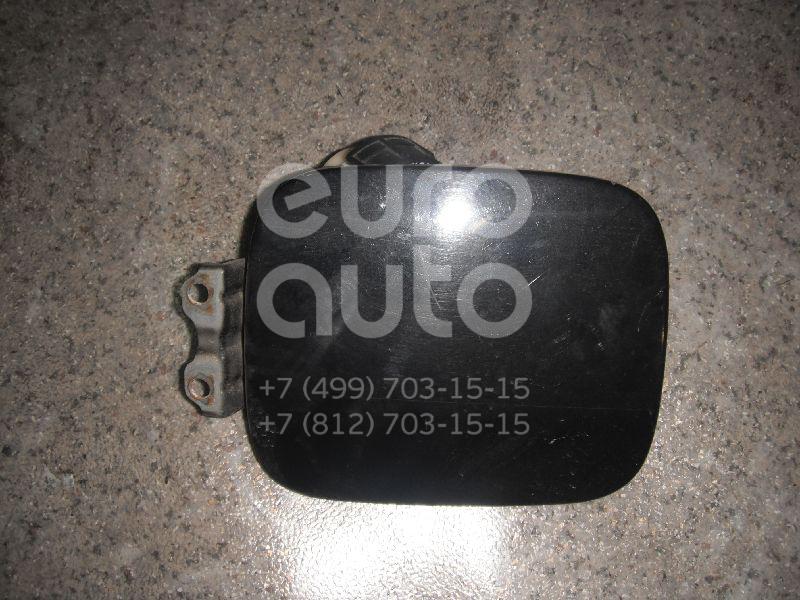 euro
auto
+7 (499) 703-15-15
+7 (812) 703-15-15